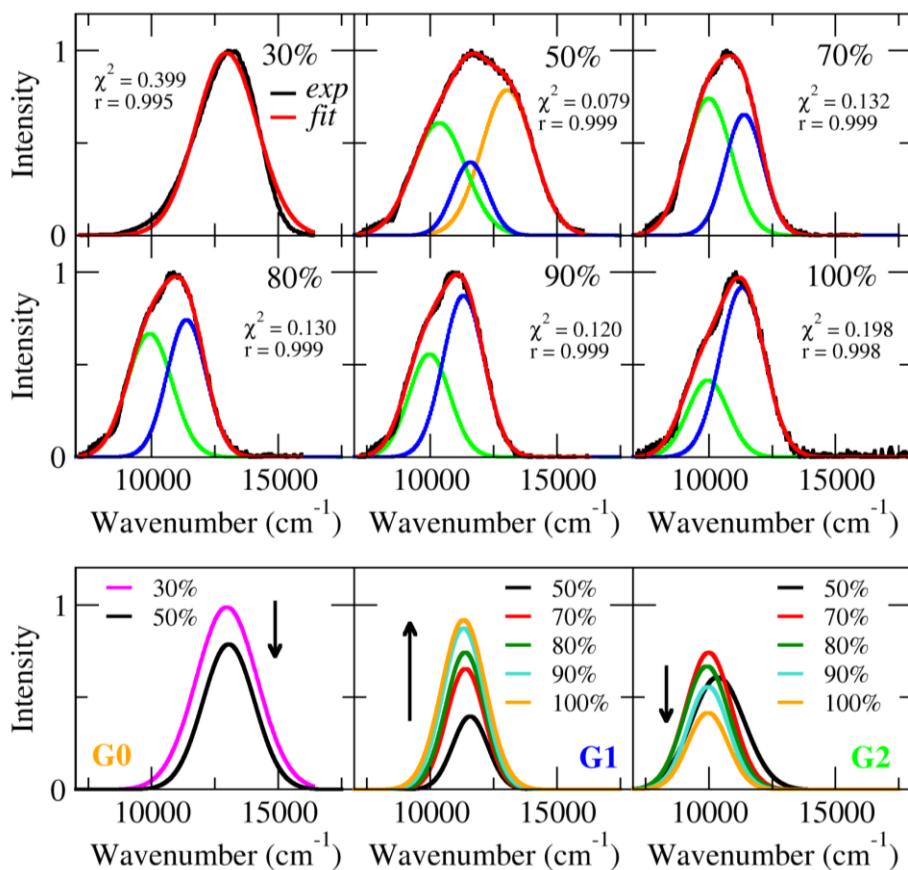 Intensity
1
0
30%
χ² = 0.399
r = 0.995
exp
fit
50%
χ² = 0.079
r = 0.999
70%
χ² = 0.132
r = 0.999
Intensity
1
0
80%
χ² = 0.130
r = 0.999
90%
χ² = 0.120
r = 0.999
100%
χ² = 0.198
r = 0.998
10000 15000
10000 15000
10000 15000
Wavenumber (cm⁻¹)
Wavenumber (cm⁻¹)
Wavenumber (cm⁻¹)
Intensity
1
0
30%
50%
G0
50%
70%
80%
90%
100%
G1
50%
70%
80%
90%
100%
G2
10000 15000
10000 15000
10000 15000
Wavenumber (cm⁻¹)
Wavenumber (cm⁻¹)
Wavenumber (cm⁻¹)